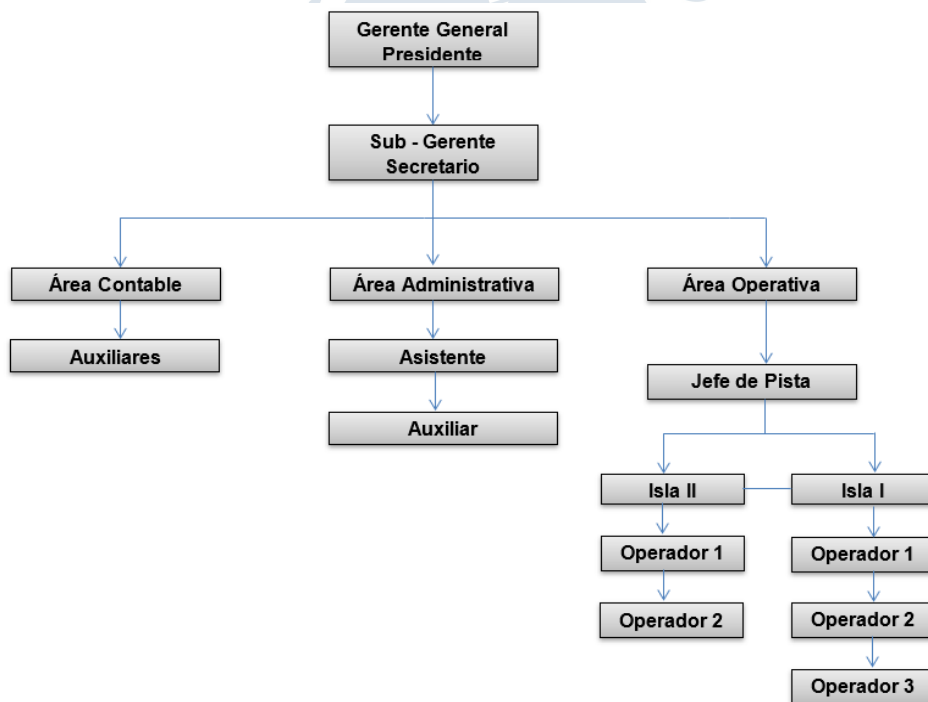 Gerente General
Presidente
Sub - Gerente
Secretario
Área Contable
Área Administrativa
Área Operativa
Auxiliares
Asistente
Jefe de Pista
Auxiliar
Isla II
Isla I
Operador 1
Operador 1
Operador 2
Operador 2
Operador 3